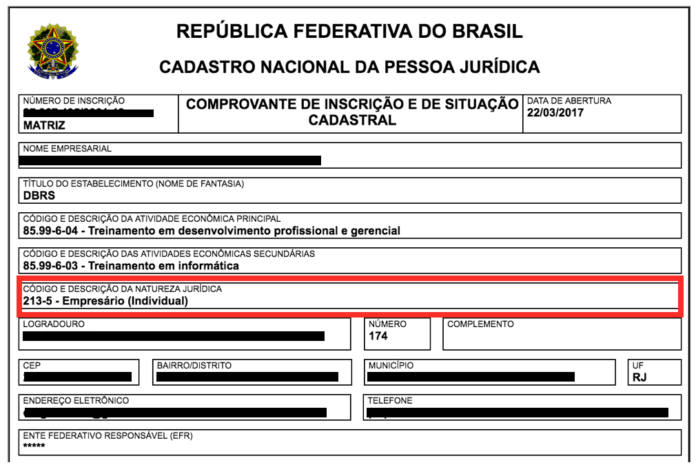 REPÚBLICA FEDERATIVA DO BRASIL
CADASTRO NACIONAL DA PESSOA JURÍDICA
NÚMERO DE INSCRIÇÃO
MATRIZ
COMPROVANTE DE INSCRIÇÃO E DE SITUAÇÃO
CADASTRAL
DATA DE ABERTURA
22/03/2017
NOME EMPRESARIAL
TÍTULO DO ESTABELECIMENTO (NOME DE FANTASIA)
DBRS
CÓDIGO E DESCRIÇÃO DA ATIVIDADE ECONÔMICA PRINCIPAL
85.99-6-04 - Treinamento em desenvolvimento profissional e gerencial
CÓDIGO E DESCRIÇÃO DAS ATIVIDADES ECONÔMICAS SECUNDÁRIAS
85.99-6-03 - Treinamento em informática
CÓDIGO E DESCRIÇÃO DA NATUREZA JURÍDICA
213-5 - Empresário (Individual)
LOGRADOURO
NÚMERO
174
COMPLEMENTO
CEP
BAIRRO/DISTRITO
MUNICÍPIO
UF
RJ
ENDEREÇO ELETRÔNICO
TELEFONE
ENTE FEDERATIVO RESPONSÁVEL (EFR)
*****